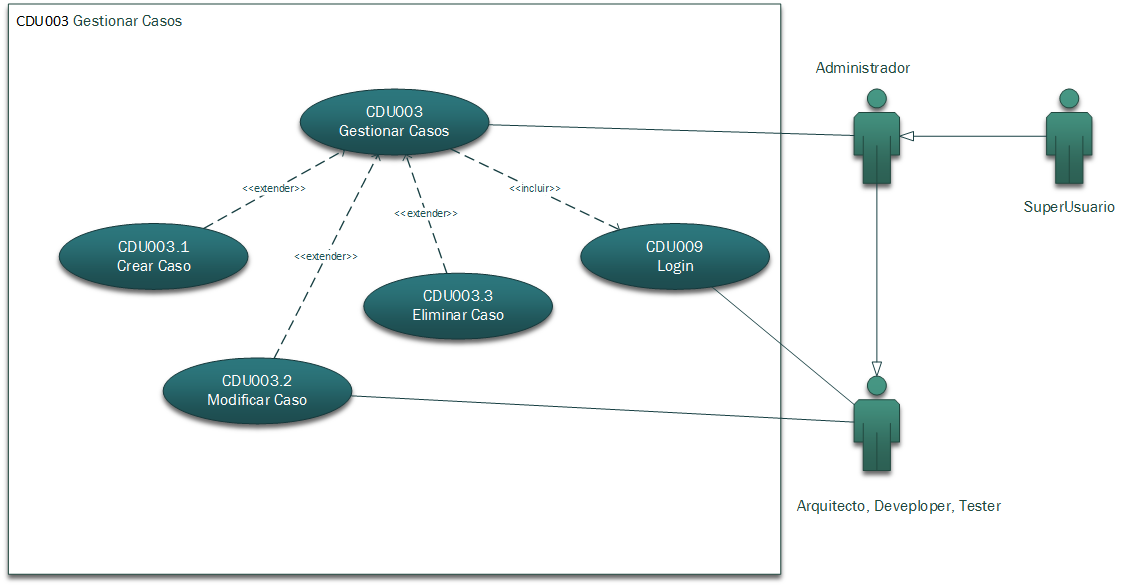 CDU003 Gestionar Casos
Administrador
CDU003
Gestionar Casos
<<extender>>
<<incluir>>
SuperUsuario
<<extender>>
CDU003.1
Crear Caso
<<extender>>
CDU009
Login
CDU003.3
Eliminar Caso
CDU003.2
Modificar Caso
Arquitecto, Deveploper, Tester